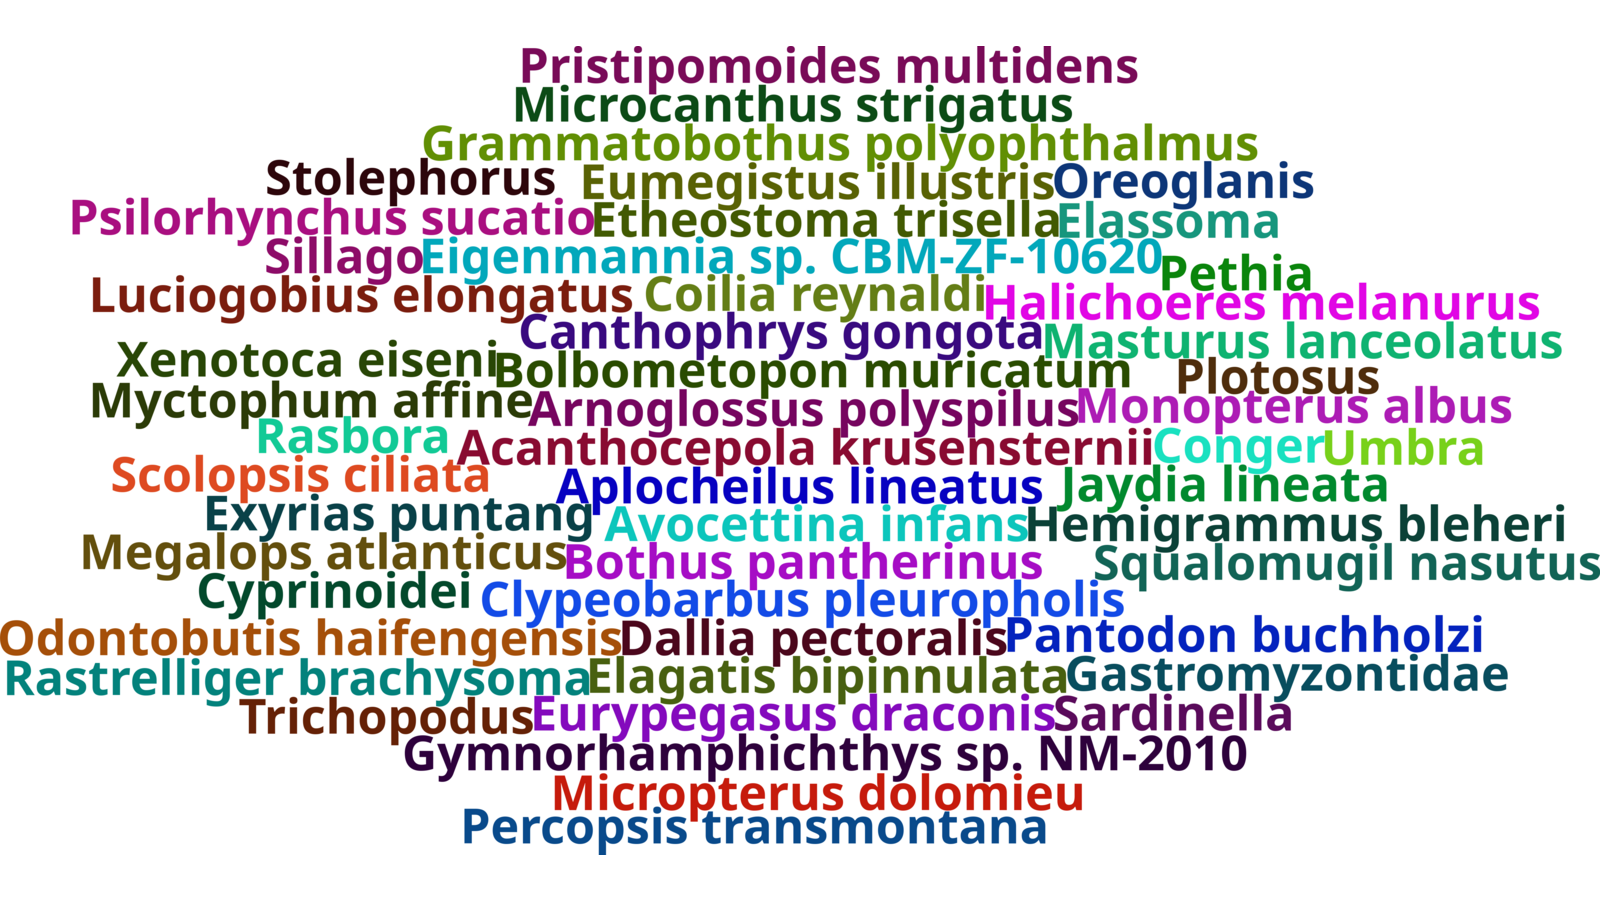 Pristipomoides multidens
Microcanthus strigatus
Grammatobothus polyophthalmus
Stolephorus Eumegistus illustris Oreoglanis
Psilorhynchus sucatio Etheostoma trisella Elassoma
Sillago Eigenmannia sp. CBM-ZF-10620 Pethia
Luciogobius elongatus Coilia reynaldi Halichoeres melanurus
Canthophrys gongota Masturus lanceolatus
Xenotoca eiseni Bolbometopon muricatum Plotosus
Myctophum affine Arnoglossus polyspilus Monopterus albus
Rasbora Acanthocepola krusensternii Conger Umbra
Scolopsis ciliata Aplocheilus lineatus Jaydia lineata
Exyrias puntang Avocettina infans Hemigrammus bleheri
Megalops atlanticus Bothus pantherinus Squalomugil nasutus
Cyprinoidei Clypeobarbus pleuropholis
Odontobutis haifengensis Dallia pectoralis Pantodon buchholzi
Rastrelliger brachysoma Elagatis bipinnulata Gastromyzontidae
Trichopodus Eurypegasus draconis Sardinella
Gymnorhamphichthys sp. NM-2010
Micropterus dolomieu
Percopsis transmontana